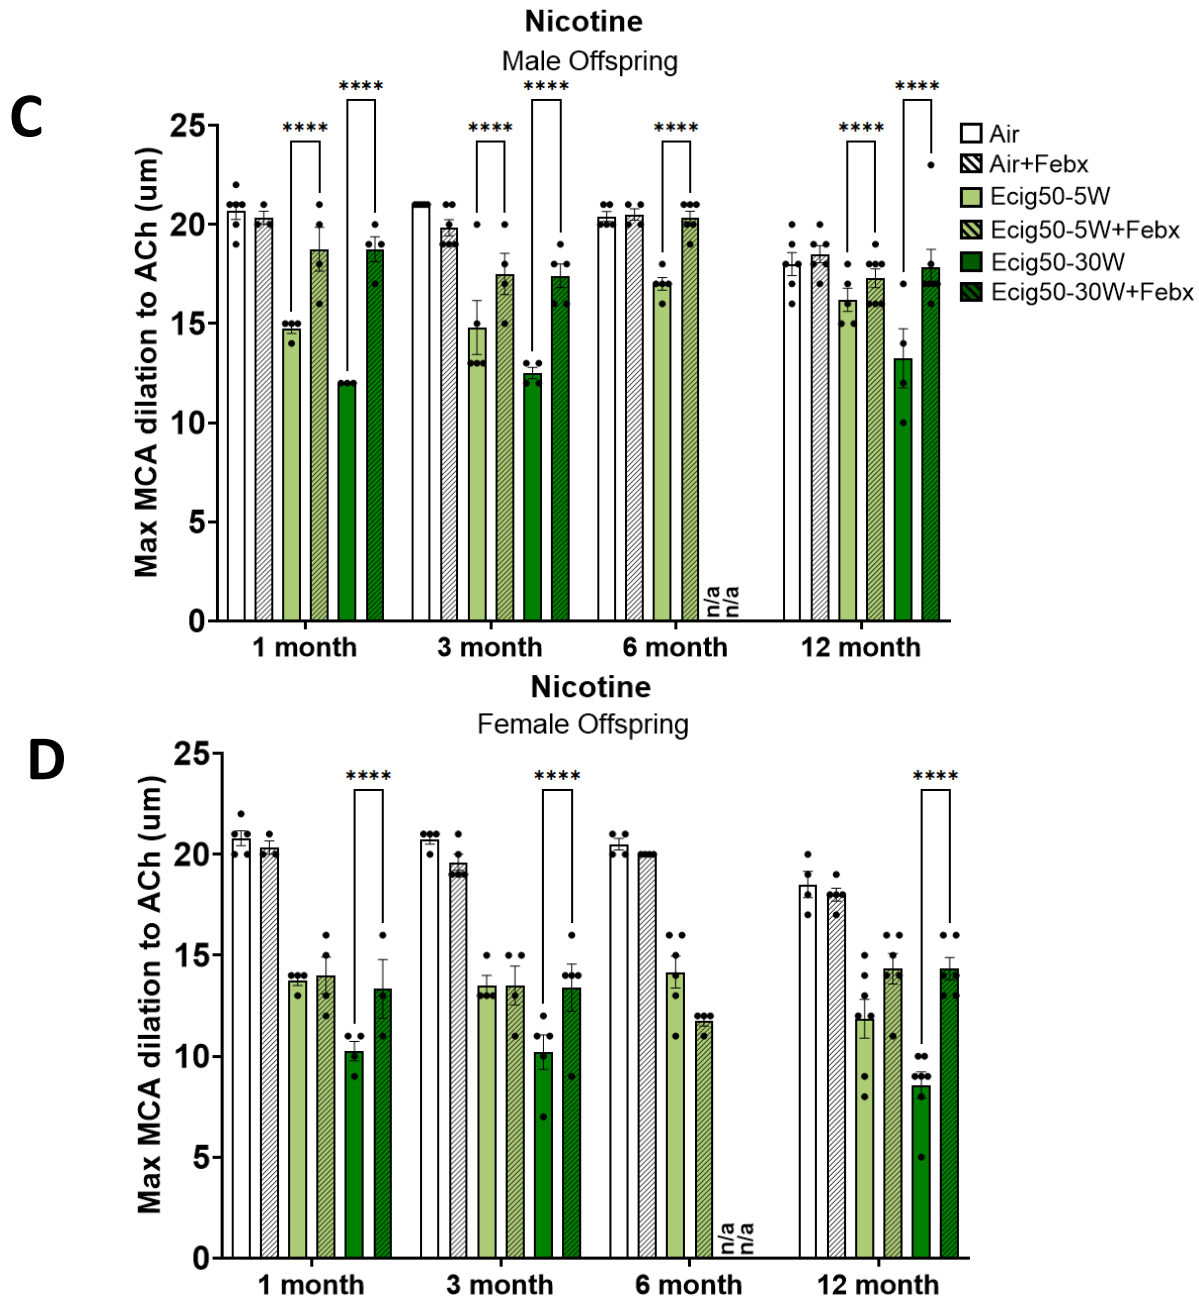 Nicotine
Male Offspring
C
**** **** **** **** **** **** ****
Max MCA dilation to ACh (um)
25
20
15
10
5
0
n/a n/a
1 month 3 month 6 month 12 month
Air
Air+Febx
Ecig50-5W
Ecig50-5W+Febx
Ecig50-30W
Ecig50-30W+Febx
Nicotine
Female Offspring
D
**** **** ****
Max MCA dilation to ACh (um)
25
20
15
10
5
0
n/a n/a
1 month 3 month 6 month 12 month